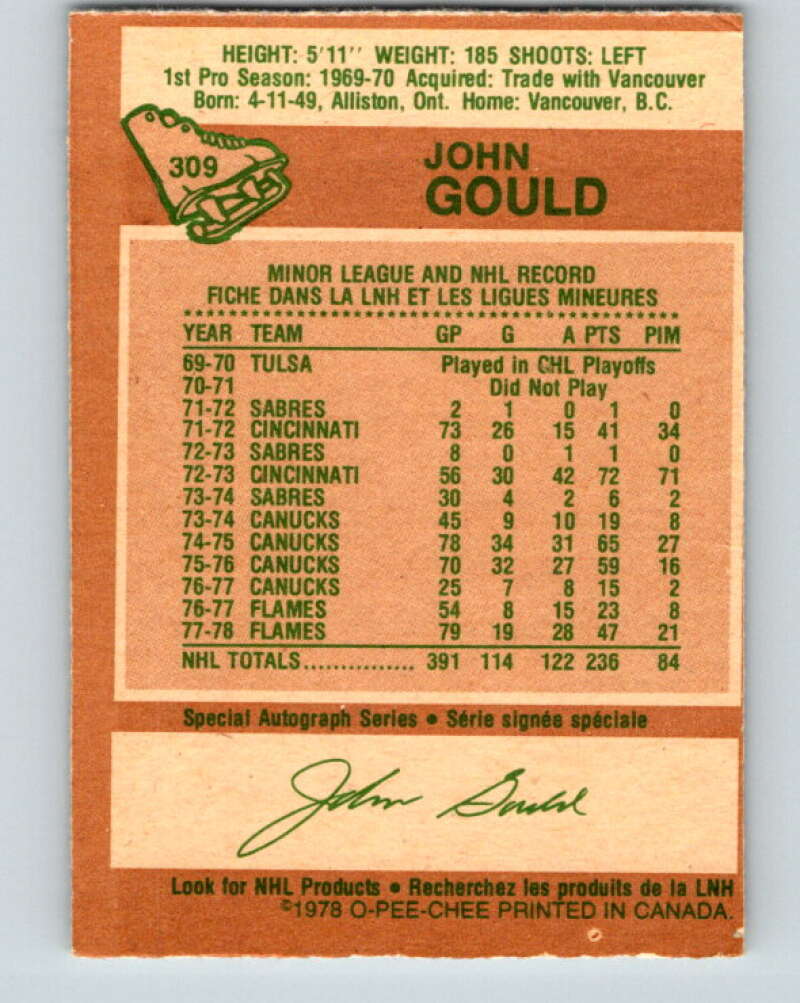 HEIGHT: 5'11'' WEIGHT: 185 SHOOTS: LEFT
1st Pro Season: 1969-70 Acquired: Trade with Vancouver
Born: 4-11-49, Alliston, Ont. Home: Vancouver, B.C.
309
JOHN
GOULD
MINOR LEAGUE AND NHL RECORD
FICHE DANS LA LNH ET LES LIGUES MINEURES
YEAR TEAM GP G A PTS PIM
69-70 TULSA Played in CHL Playoffs
70-71 Did Not Play
71-72 SABRES 2 1 0 1 0
71-72 CINCINNATI 73 26 15 41 34
72-73 SABRES 8 0 1 1 0
72-73 CINCINNATI 56 30 42 72 71
73-74 SABRES 30 4 2 6 2
73-74 CANUCKS 45 9 10 19 8
74-75 CANUCKS 78 34 31 65 27
75-76 CANUCKS 70 32 27 59 16
76-77 CANUCKS 25 7 8 15 2
76-77 FLAMES 54 8 15 23 8
77-78 FLAMES 79 19 28 47 21
NHL TOTALS............... 391 114 122 236 84
Special Autograph Series • Série signée spéciale
John Gould
Look for NHL Products • Recherchez les produits de la LNH
©1978 O-PEE-CHEE PRINTED IN CANADA.